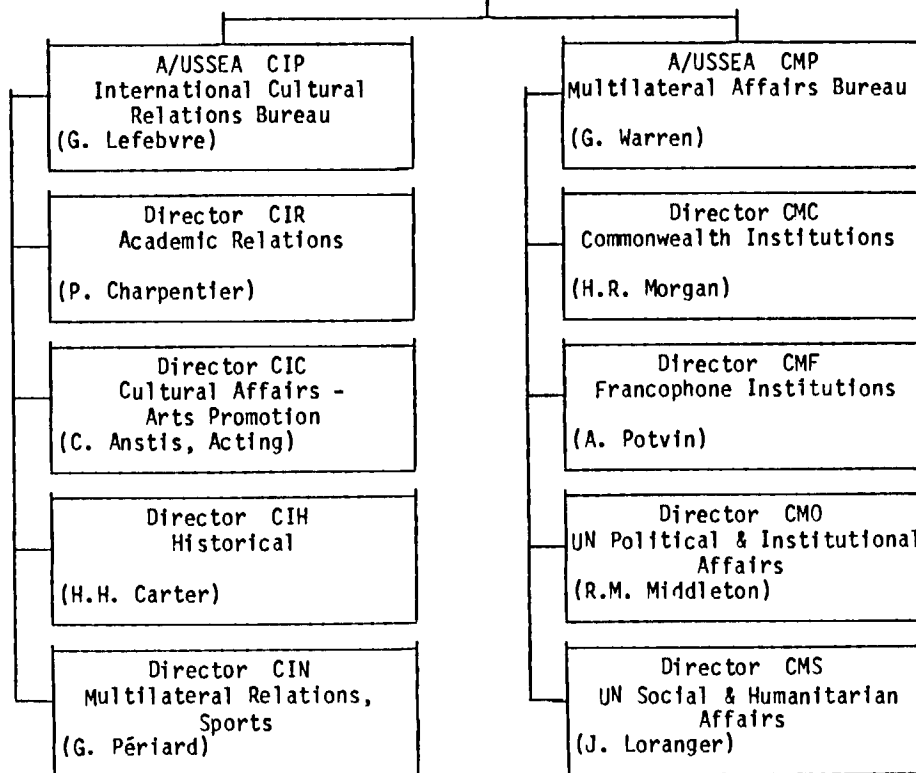 A/USSEA CIP
International Cultural
Relations Bureau
(G. Lefebvre)
Director CIR
Academic Relations
(P. Charpentier)
Director CIC
Cultural Affairs -
Arts Promotion
(C. Anstis, Acting)
Director CIH
Historical
(H.H. Carter)
Director CIN
Multilateral Relations,
Sports
(G. Périard)
A/USSEA CMP
Multilateral Affairs Bureau
(G. Warren)
Director CMC
Commonwealth Institutions
(H.R. Morgan)
Director CMF
Francophone Institutions
(A. Potvin)
Director CMO
UN Political & Institutional
Affairs
(R.M. Middleton)
Director CMS
UN Social & Humanitarian
Affairs
(J. Loranger)